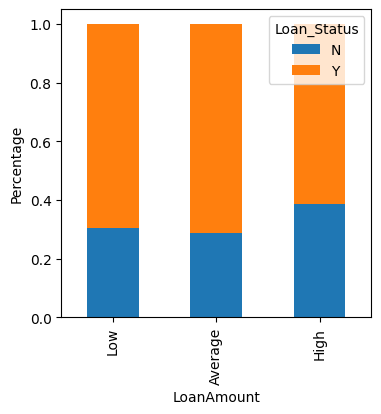 Loan_Status
N
Y
Percentage
1.0
0.8
0.6
0.4
0.2
0.0
Low
Average
High
LoanAmount